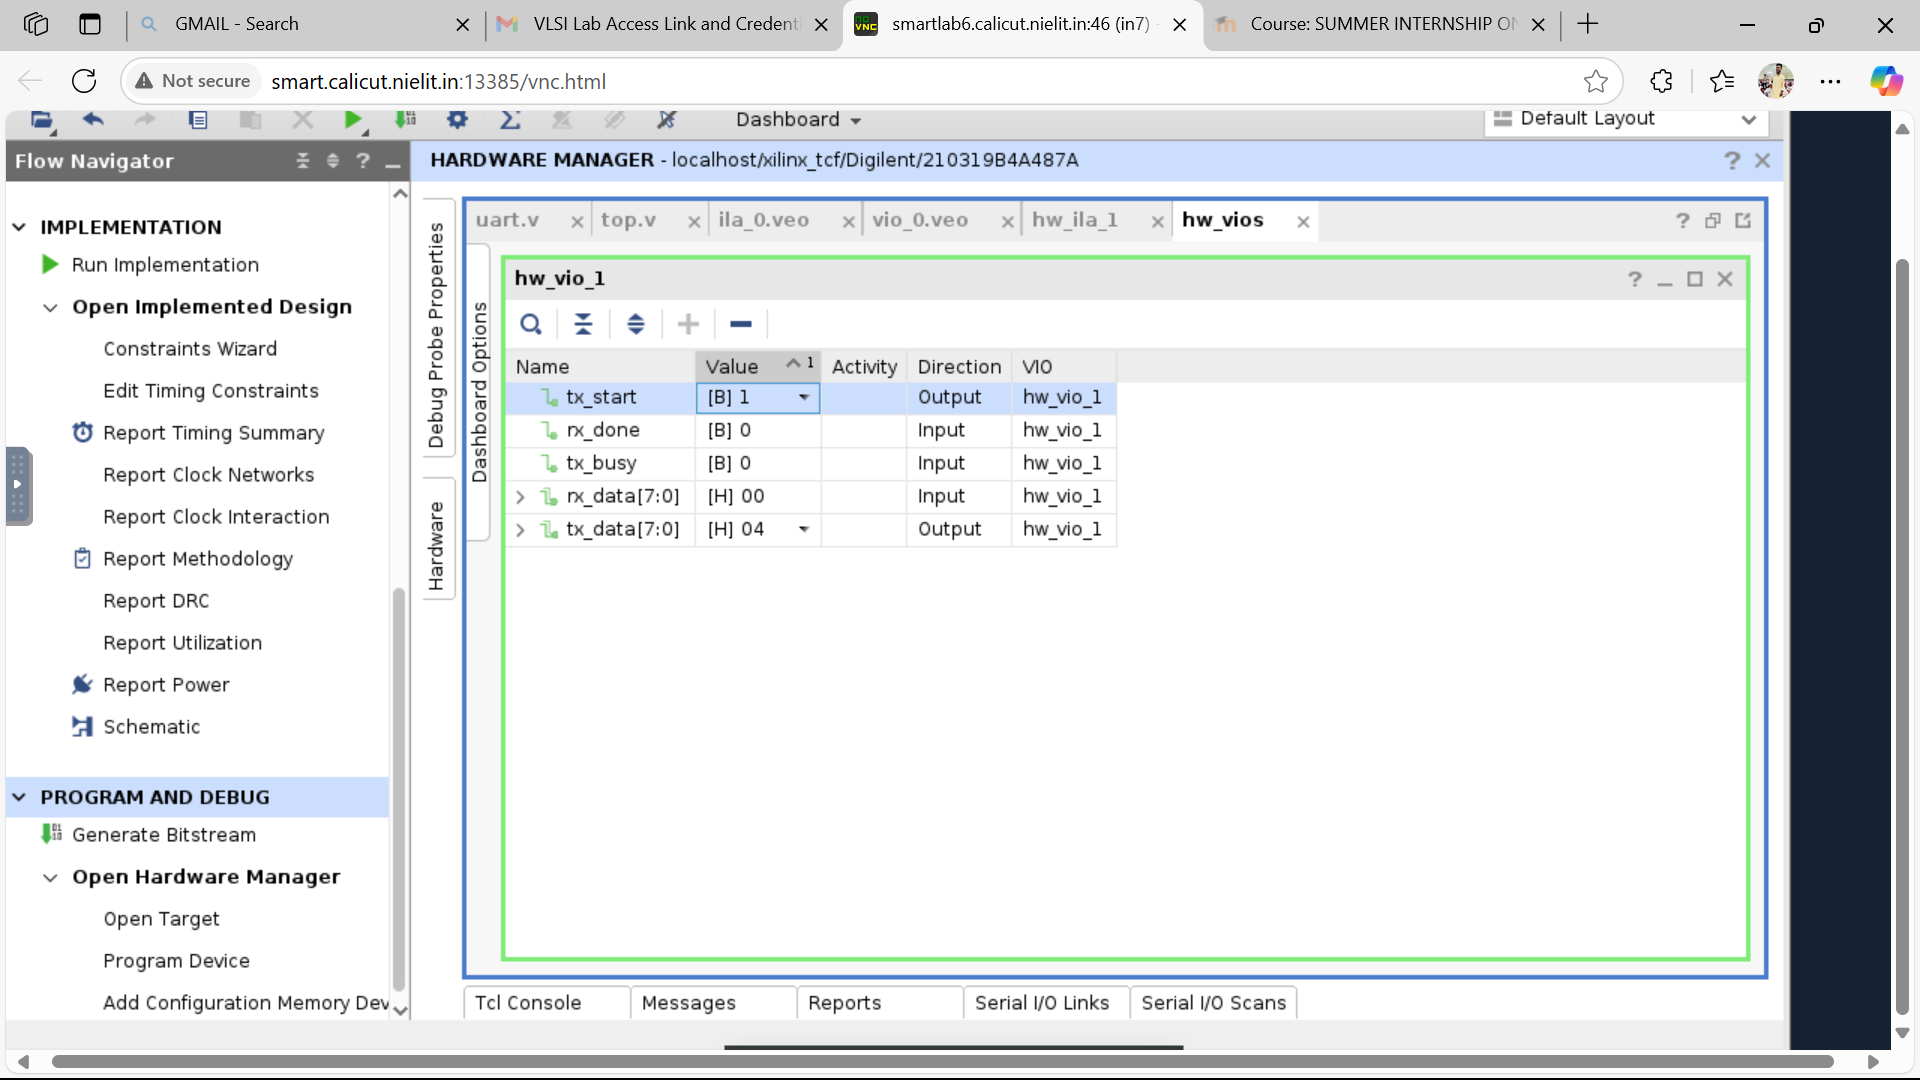 GMAIL - Search
VLSI Lab Access Link and Credenti
smartlab6.calicut.nielit.in:46 (in7)
Course: SUMMER INTERNSHIP ON
Not secure
smart.calicut.nielit.in:13385/vnc.html
Dashboard
Default Layout
Flow Navigator
HARDWARE MANAGER - localhost/xilinx_tcf/Digilent/210319B4A487A
IMPLEMENTATION
Run Implementation
Open Implemented Design
Constraints Wizard
Edit Timing Constraints
Report Timing Summary
Report Clock Networks
Report Clock Interaction
Report Methodology
Report DRC
Report Utilization
Report Power
Schematic
PROGRAM AND DEBUG
Generate Bitstream
Open Hardware Manager
Open Target
Program Device
Add Configuration Memory Dev
Debug Probe Properties
Hardware
Dashboard Options
uart.v
top.v
ila_0.veo
vio_0.veo
hw_ila_1
hw_vios
hw_vio_1
Name Value 1 Activity Direction VIO
tx_start [B] 1 Output hw_vio_1
rx_done [B] 0 Input hw_vio_1
tx_busy [B] 0 Input hw_vio_1
rx_data[7:0] [H] 00 Input hw_vio_1
tx_data[7:0] [H] 04 Output hw_vio_1
Tcl Console
Messages
Reports
Serial I/O Links
Serial I/O Scans